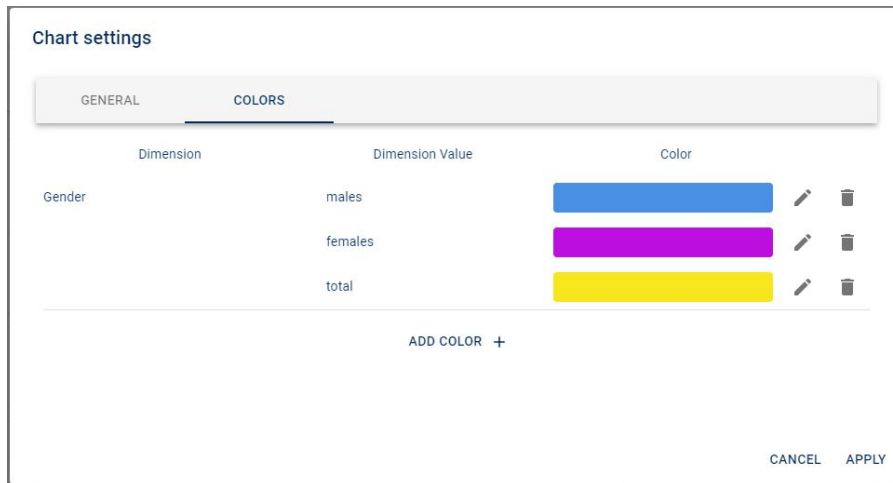 Chart settings
GENERAL COLORS
Dimension Dimension Value Color
Gender males
females
total
ADD COLOR +
CANCEL APPLY